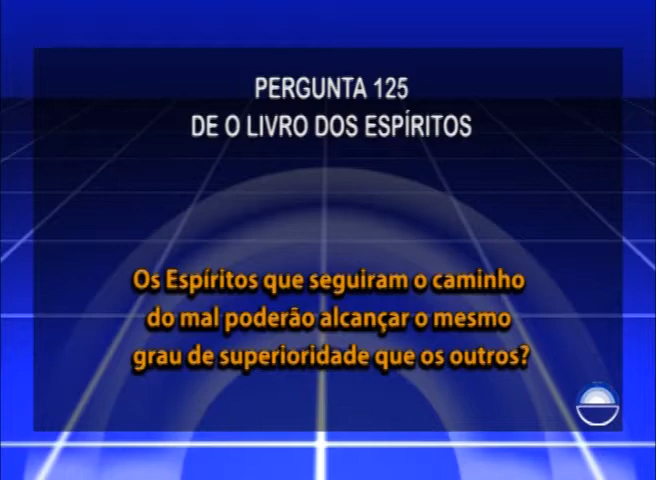 PERGUNTA 125
DE O LIVRO DOS ESPÍRITOS
Os Espíritos que seguiram o caminho
do mal poderão alcançar o mesmo
grau de superioridade que os outros?